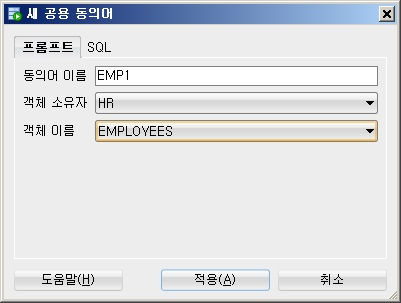 새 공용 동의어
프롬프트 SQL
동의어 이름 EMP1
객체 소유자 HR
객체 이름 EMPLOYEES
도움말(H) 적용(A) 취소